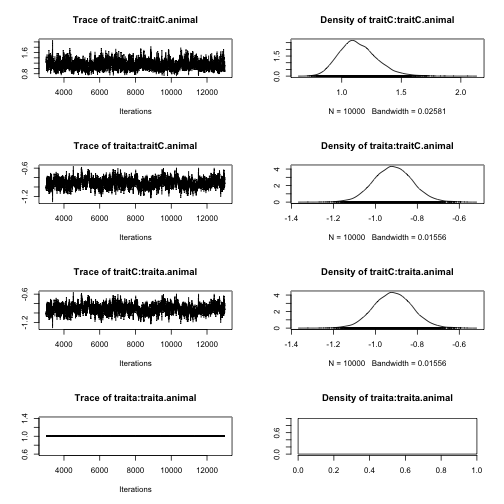 Trace of traitC:traitC.animal
Density of traitC:traitC.animal
0.8 1.6
4000 6000 8000 10000 12000
Iterations
0.0 1.5
1.0 1.5 2.0
N = 10000 Bandwidth = 0.02581
Trace of traita:traitC.animal
Density of traita:traitC.animal
-1.2 -0.6
4000 6000 8000 10000 12000
Iterations
0 2 4
-1.4 -1.2 -1.0 -0.8 -0.6
N = 10000 Bandwidth = 0.01556
Trace of traitC:traita.animal
Density of traitC:traita.animal
-1.2 -0.6
4000 6000 8000 10000 12000
Iterations
0 2 4
-1.4 -1.2 -1.0 -0.8 -0.6
N = 10000 Bandwidth = 0.01556
Trace of traita:traita.animal
Density of traita:traita.animal
0.6 1.0 1.4
4000 6000 8000 10000 12000
Iterations
0.0 0.6
0.0 0.2 0.4 0.6 0.8 1.0